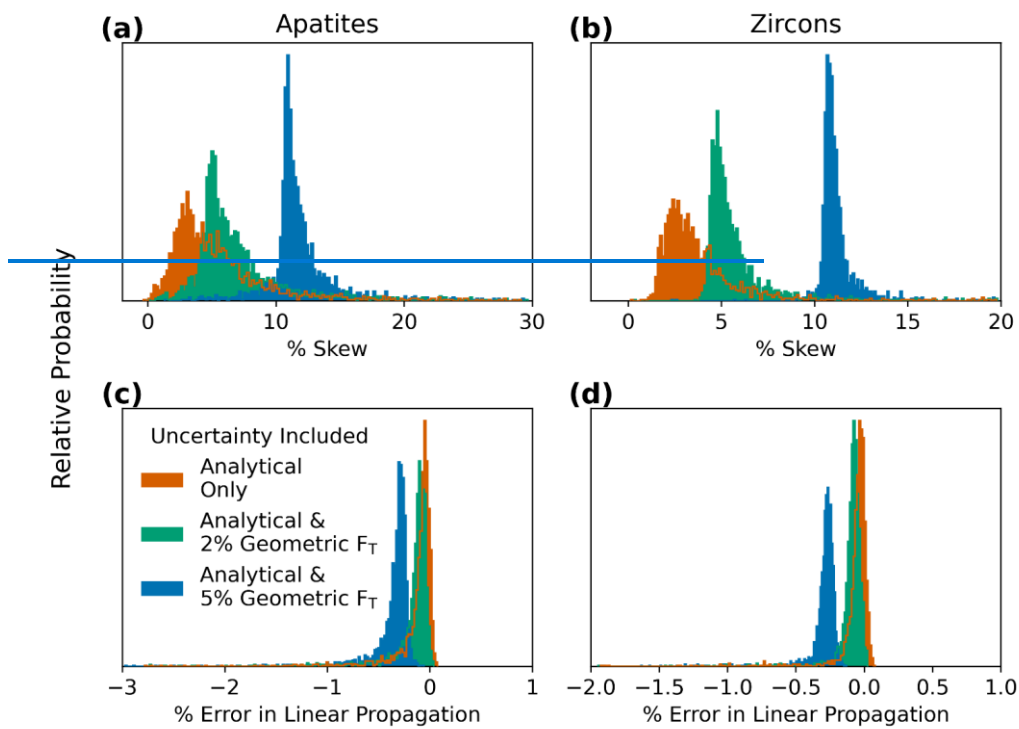 (a) Apatites
(b) Zircons
0 10 20 30
% Skew
0 5 10 15 20
% Skew
Relative Probability
(c)
(d)
Uncertainty Included
Analytical
Only
Analytical &
2% Geometric F_T
Analytical &
5% Geometric F_T
−3 −2 −1 0 1
% Error in Linear Propagation
−2.0 −1.5 −1.0 −0.5 0.0 0.5 1.0
% Error in Linear Propagation